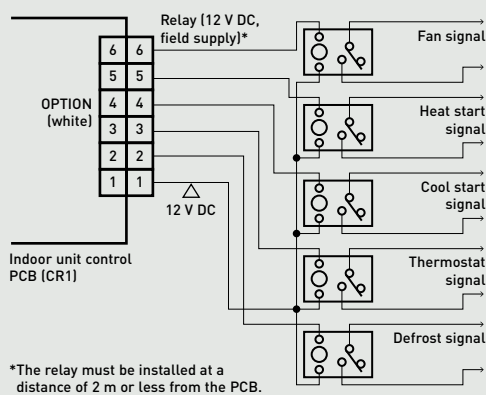 Relay (12 V DC,
field supply)*
Fan signal
6 6
5 5
OPTION
(white)
4 4
3 3
2 2
1 1
12 V DC
Heat start
signal
Cool start
signal
Indoor unit control
PCB (CR1)
Thermostat
signal
Defrost signal
*The relay must be installed at a
distance of 2 m or less from the PCB.